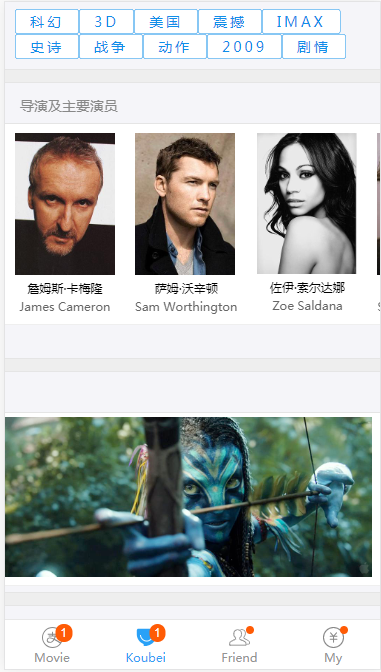 科幻 3D 美国 震撼 IMAX
史诗 战争 动作 2009 剧情
导演及主要演员
詹姆斯·卡梅隆 萨姆·沃辛顿 佐伊·索尔达娜
James Cameron Sam Worthington Zoe Saldana S
1 1
Movie Koubei Friend My